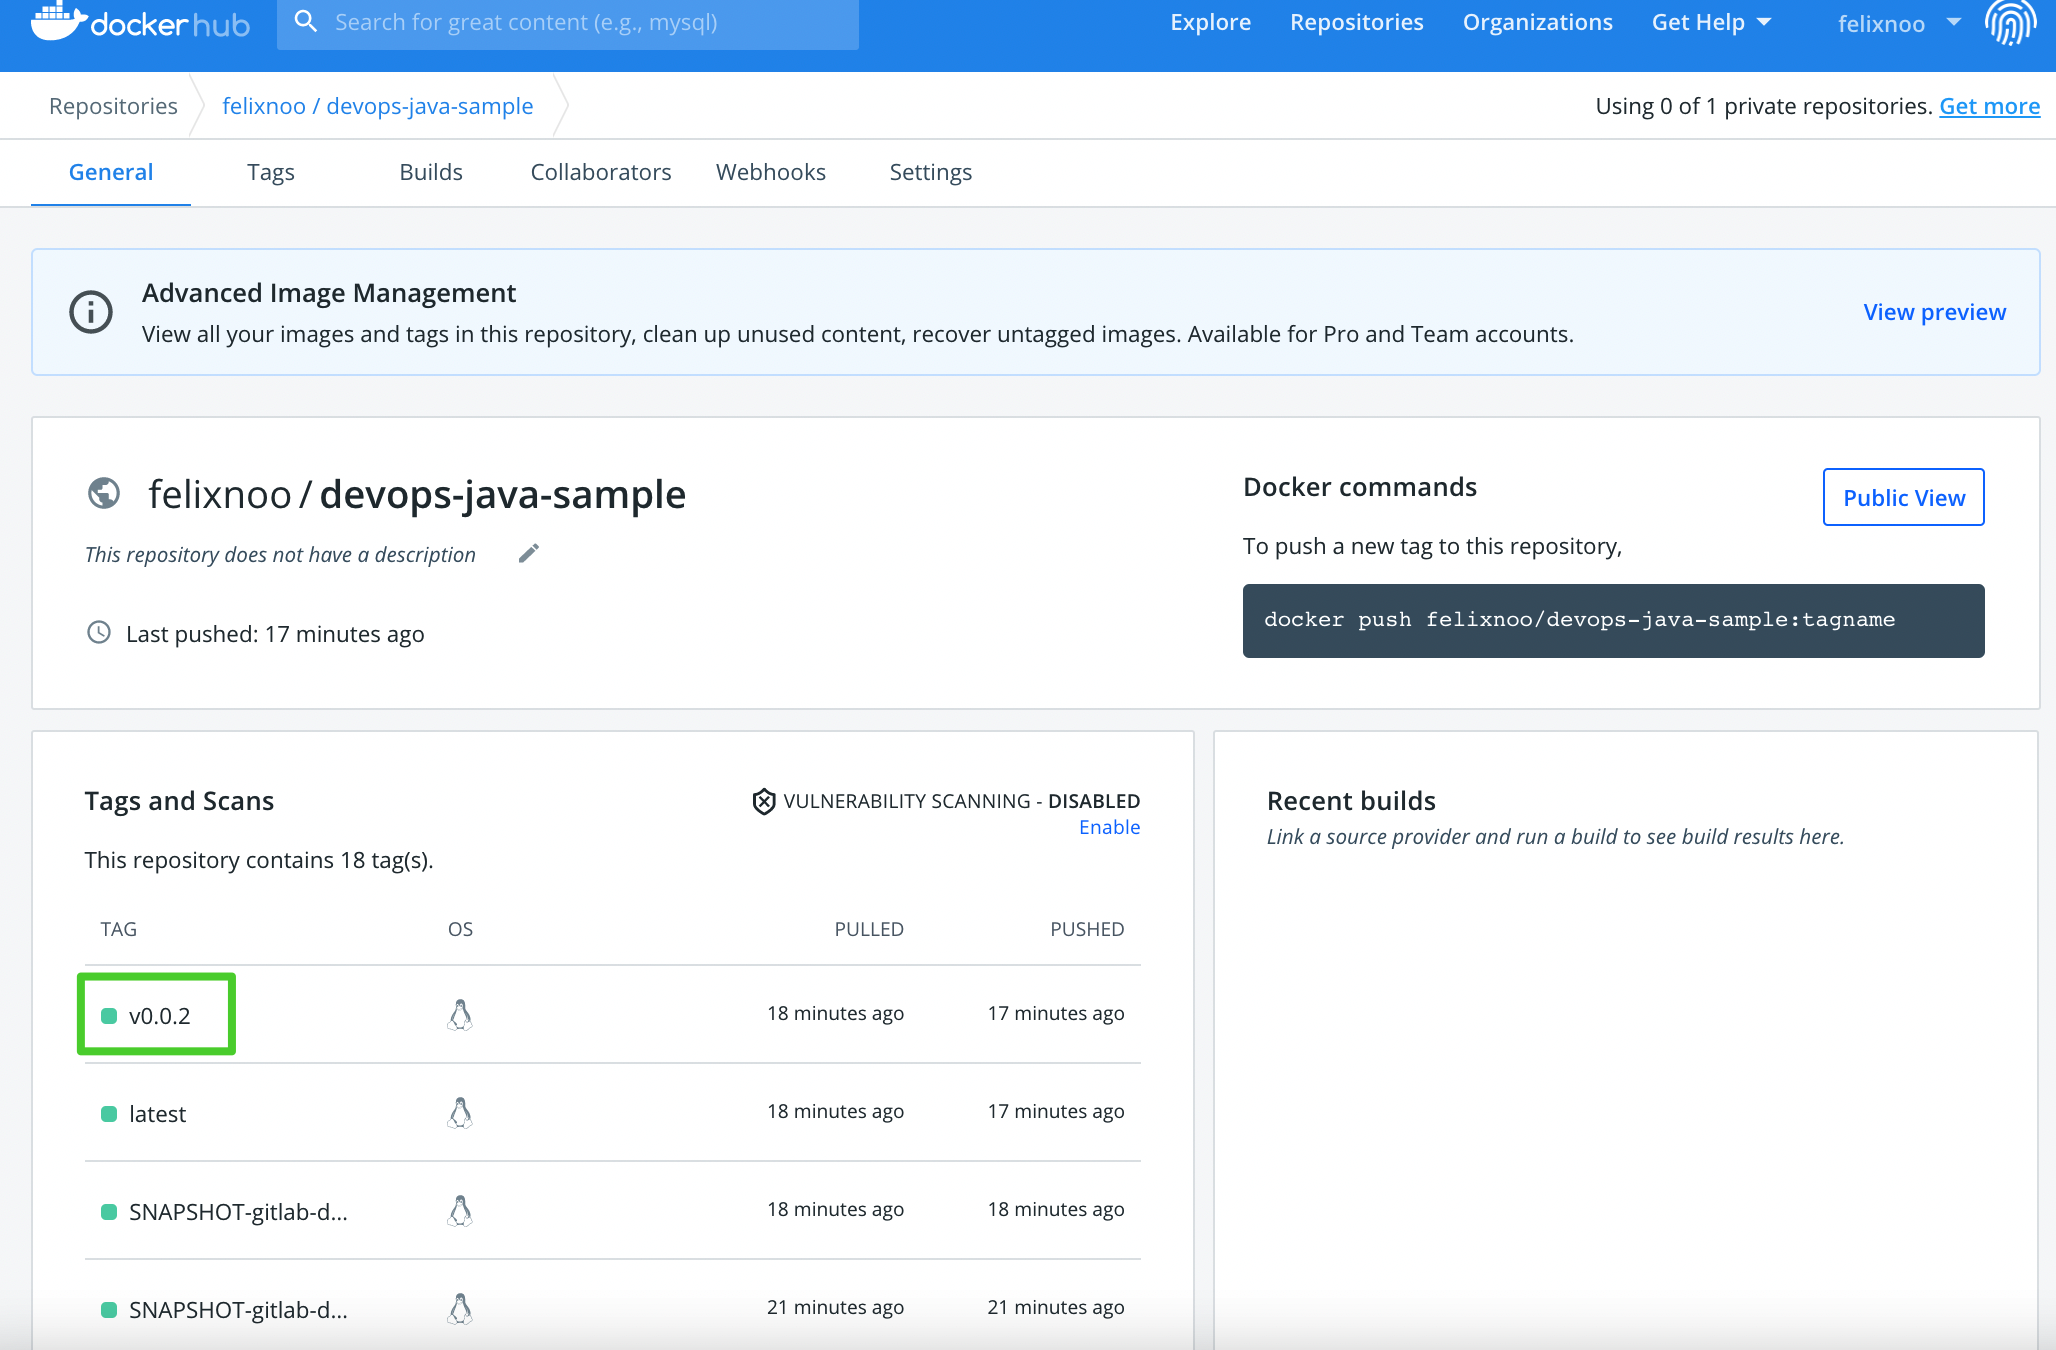 docker hub
Search for great content (e.g., mysql)
Explore
Repositories
Organizations
Get Help
felixnoo
Repositories
felixnoo / devops-java-sample
Using 0 of 1 private repositories. Get more
General
Tags
Builds
Collaborators
Webhooks
Settings
Advanced Image Management
View all your images and tags in this repository, clean up unused content, recover untagged images. Available for Pro and Team accounts.
View preview
felixnoo / devops-java-sample
This repository does not have a description
Last pushed: 17 minutes ago
Docker commands
Public View
To push a new tag to this repository,
docker push felixnoo/devops-java-sample:tagname
Tags and Scans
VULNERABILITY SCANNING - DISABLED
Enable
This repository contains 18 tag(s).
TAG OS PULLED PUSHED
v0.0.2 18 minutes ago 17 minutes ago
latest 18 minutes ago 17 minutes ago
SNAPSHOT-gitlab-d... 18 minutes ago 18 minutes ago
SNAPSHOT-gitlab-d... 21 minutes ago 21 minutes ago
Recent builds
Link a source provider and run a build to see build results here.